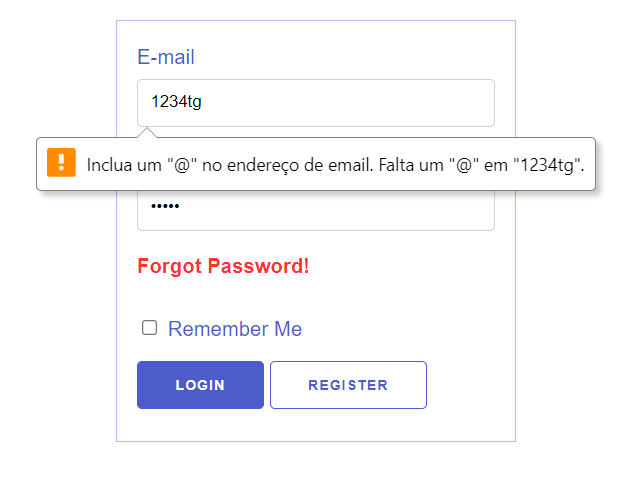 E-mail
1234tg
Inclua um "@" no endereço de email. Falta um "@" em "1234tg".
•••••
Forgot Password!
Remember Me
LOGIN
REGISTER